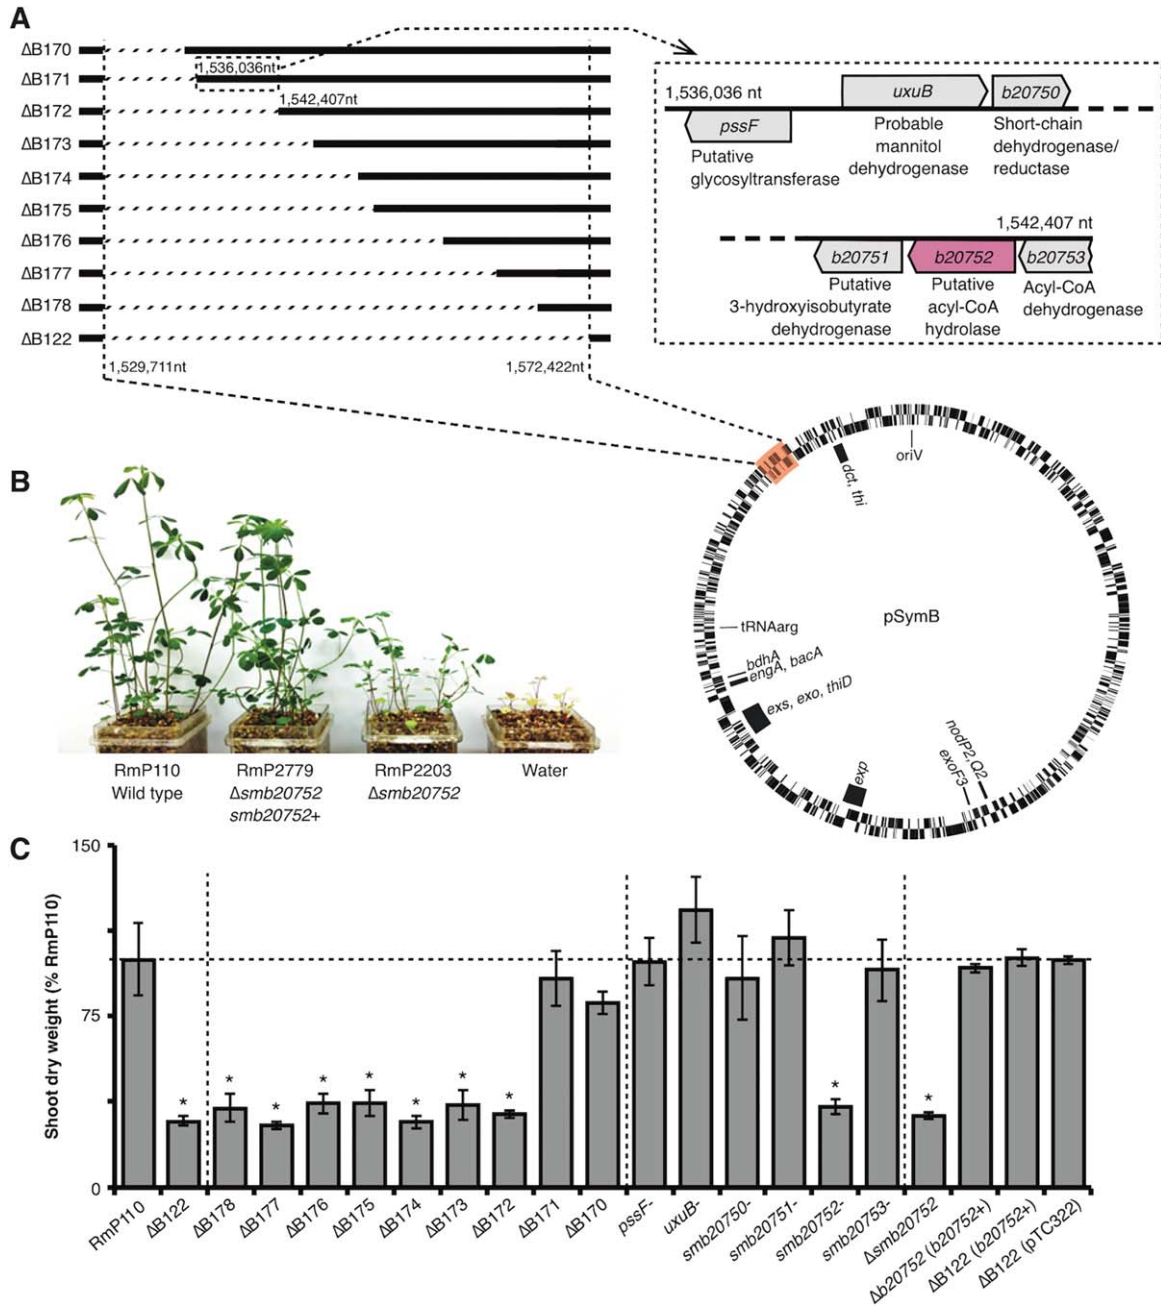 A
ΔB170
ΔB171
1,536,036nt
ΔB172
1,542,407nt
ΔB173
ΔB174
ΔB175
ΔB176
ΔB177
ΔB178
ΔB122
1,529,711nt
1,572,422nt
1,536,036 nt
uxuB
b20750
pssF
Probable
mannitol
dehydrogenase
Short-chain
dehydrogenase/
reductase
Putative
glycosyltransferase
1,542,407 nt
b20751
b20752
b20753
Putative
3-hydroxyisobutyrate
dehydrogenase
Putative
acyl-CoA
hydrolase
Acyl-CoA
dehydrogenase
oriV
dct, thi
pSymB
tRNAarg
bdhA
engA, bacA
exs, exo, thiD
exp
nodP2,Q2
exoF3
B
RmP110
Wild type
RmP2779
Δsmb20752
smb20752+
RmP2203
Δsmb20752
Water
C
Shoot dry weight (% RmP110)
150
75
0
* * * * * * * * * *
RmP110
ΔB122
ΔB178
ΔB177
ΔB176
ΔB175
ΔB174
ΔB173
ΔB172
ΔB171
ΔB170
pssF-
uxuB-
smb20750-
smb20751-
smb20752-
smb20753-
Δsmb20752
Δb20752 (b20752+)
ΔB122 (b20752+)
ΔB122 (pTC322)